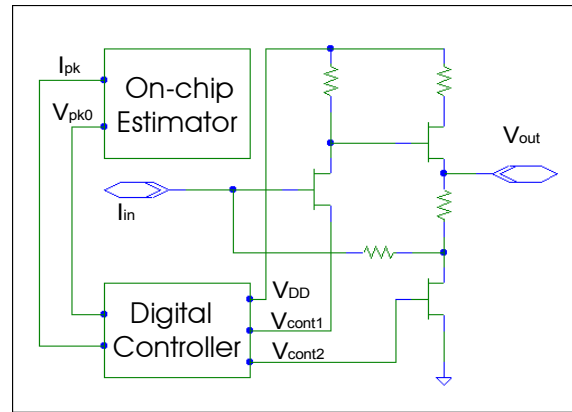 Ipk
On-chip
Estimator
Vpk0
Vout
Iin
Digital
Controller
VDD
Vcont1
Vcont2